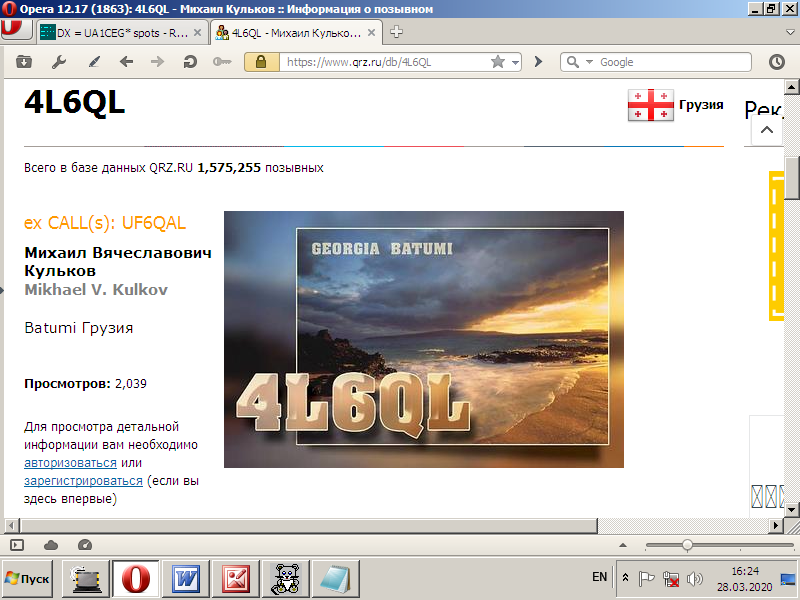 Opera 12.17 (1863): 4L6QL - Михаил Кульков :: Информация о позывном
DX = UA1CEG* spots - R...
4L6QL - Михаил Кулько...
https://www.qrz.ru/db/4L6QL
Google
4L6QL
Грузия
Рек
Всего в базе данных QRZ.RU 1,575,255 позывных
ex CALL(s): UF6QAL
Михаил Вячеславович
Кульков
Mikhael V. Kulkov
Batumi Грузия
Просмотров: 2,039
Для просмотра детальной
информации вам необходимо
авторизоваться или
зарегистрироваться (если вы
здесь впервые)
GEORGIA BATUMI
4L6QL
Пуск
EN
16:24
28.03.2020